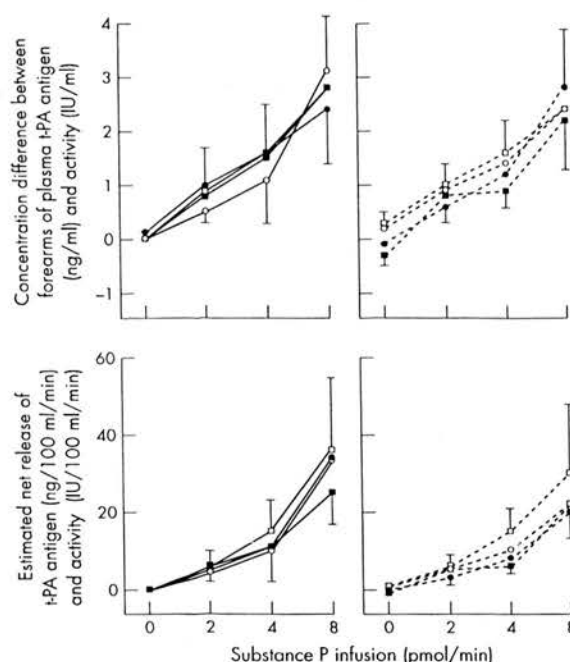 Concentration difference between
forearms of plasma t-PA antigen
(ng/ml) and activity (IU/ml)
4
3
2
1
0
–1
Estimated net release of
t-PA antigen (ng/100 ml/min)
and activity (IU/100 ml/min)
60
40
20
0
0 2 4 8 0 2 4 8
Substance P infusion (pmol/min)